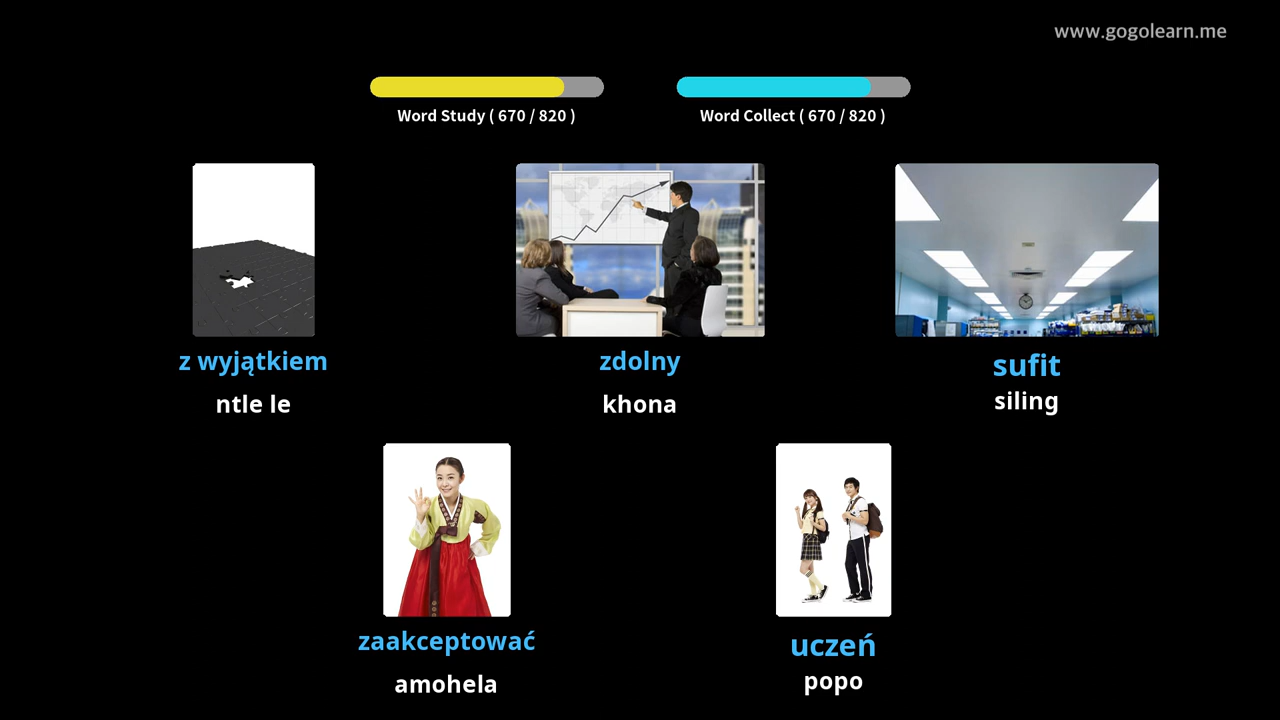 www.gogolearn.me
Word Study ( 670 / 820 )
Word Collect ( 670 / 820 )
z wyjątkiem
ntle le
zdolny
khona
sufit
siling
zaakceptować
amohela
uczeń
popo